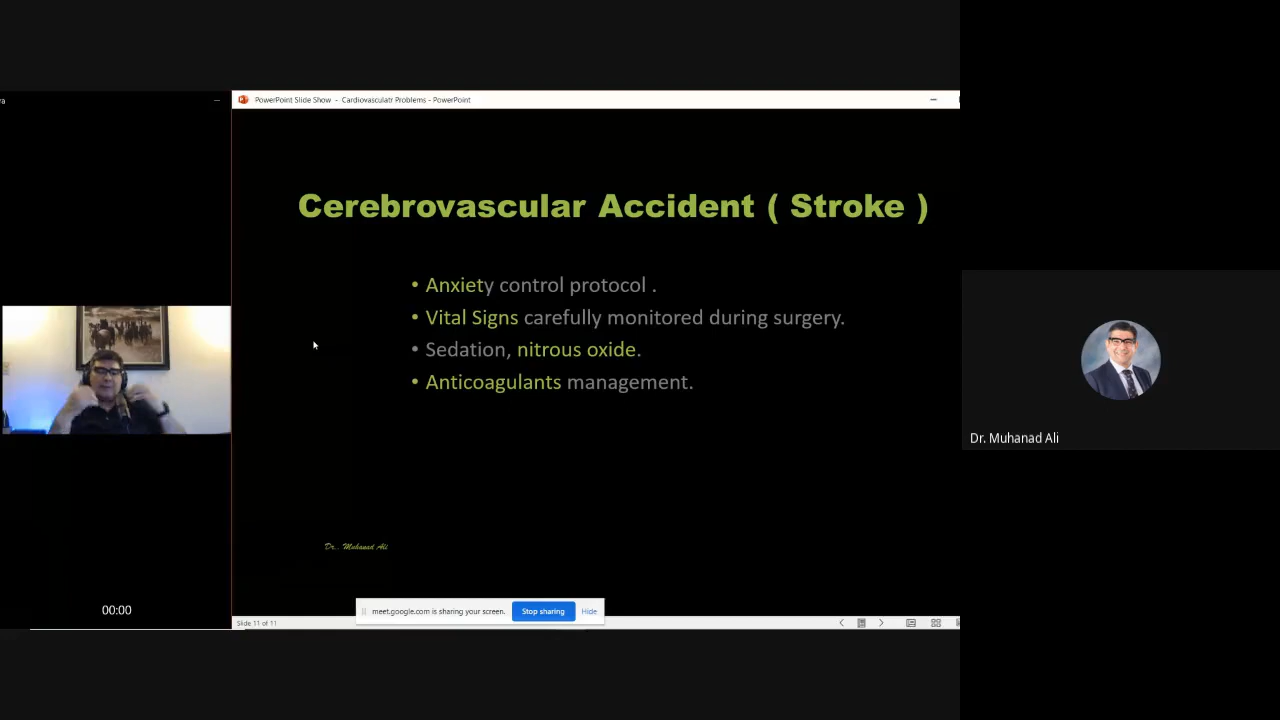 a
PowerPoint Slide Show - Cardiovasculatr Problems - PowerPoint
Cerebrovascular Accident ( Stroke )
• Anxiety control protocol .
• Vital Signs carefully monitored during surgery.
• Sedation, nitrous oxide.
• Anticoagulants management.
Dr. Muhanad Ali
Dr.. Muhanad Ali
00:00
meet.google.com is sharing your screen. Stop sharing Hide
Slide 11 of 11